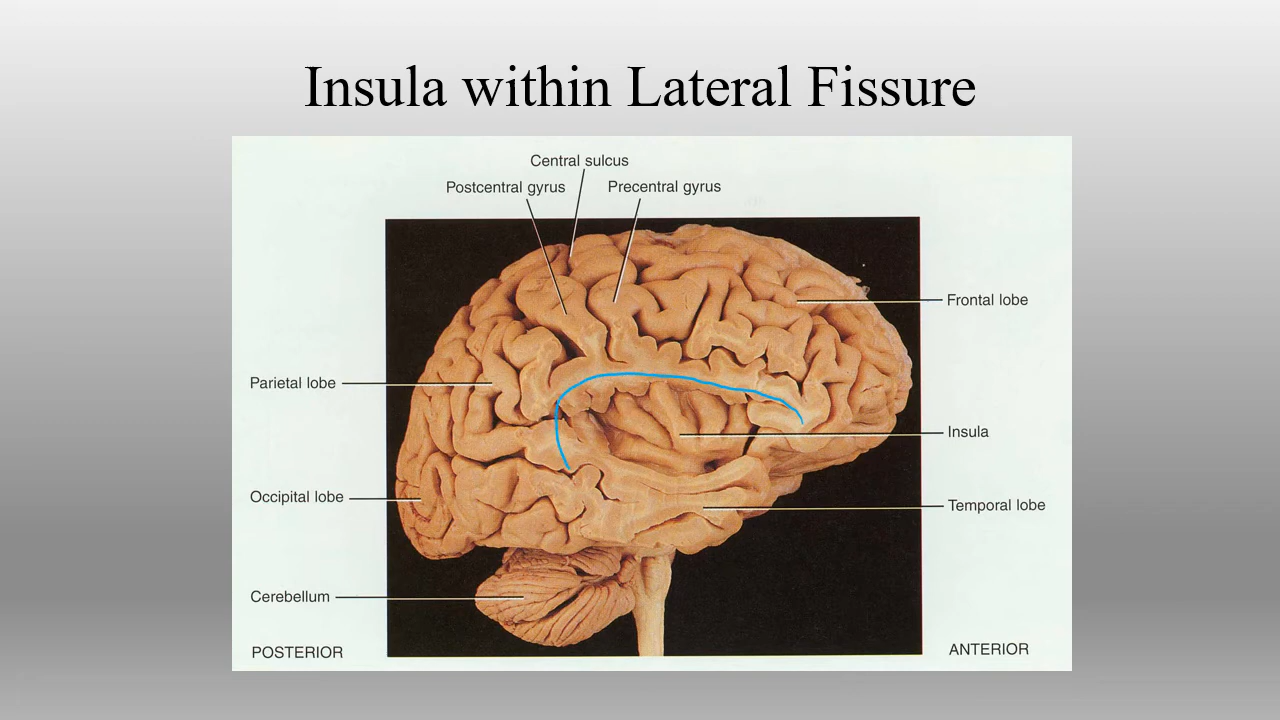 Insula within Lateral Fissure
Central sulcus
Postcentral gyrus
Precentral gyrus
Frontal lobe
Parietal lobe
Insula
Occipital lobe
Temporal lobe
Cerebellum
POSTERIOR
ANTERIOR